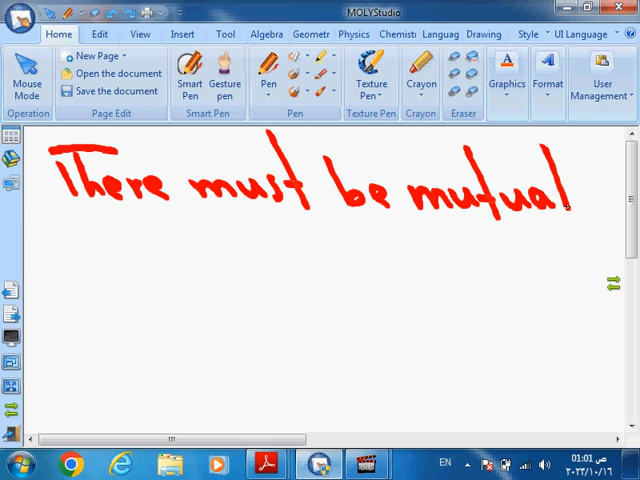 MOLYStudio
Home Edit View Insert Tool Algebra Geometr Physics Chemist Languag Drawing Style UI Language
Mouse Mode
Operation
New Page
Open the document
Save the document
Page Edit
Smart Pen
Gesture pen
Smart Pen
Pen
Pen
Texture Pen
Texture Pen
Crayon
Crayon
Eraser
Graphics
Format
User Management
There must be mutual
EN
01:01 ص
٢٠٢٣/١٠/١٦